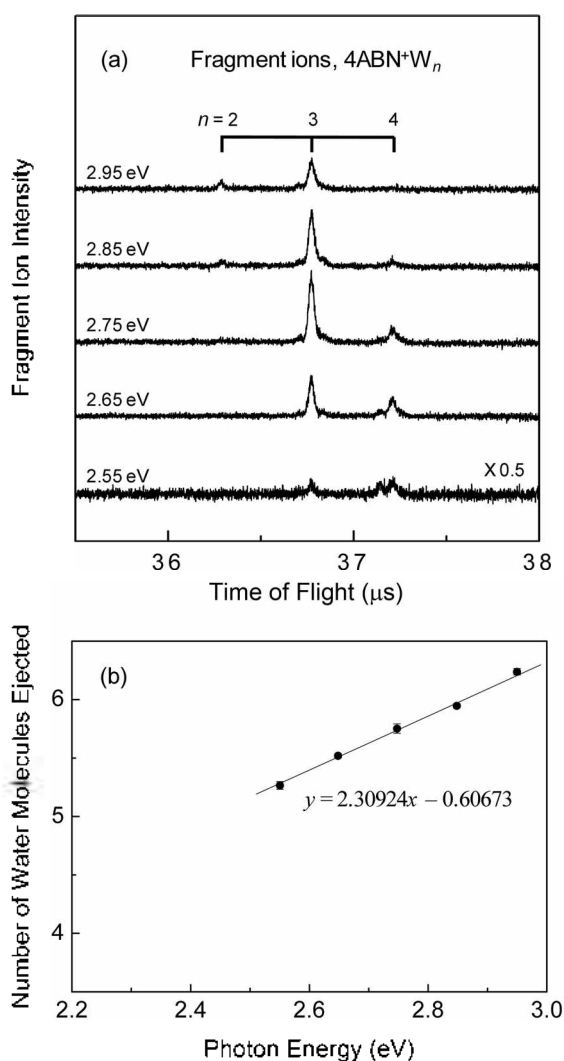 (a) Fragment ions, 4ABN⁺Wₙ
n = 2 3 4
2.95 eV
2.85 eV
2.75 eV
2.65 eV
2.55 eV X 0.5
Fragment Ion Intensity
36 37 38
Time of Flight (μs)
(b)
6
5
4
y = 2.30924x − 0.60673
Number of Water Molecules Ejected
2.2 2.4 2.6 2.8 3.0
Photon Energy (eV)